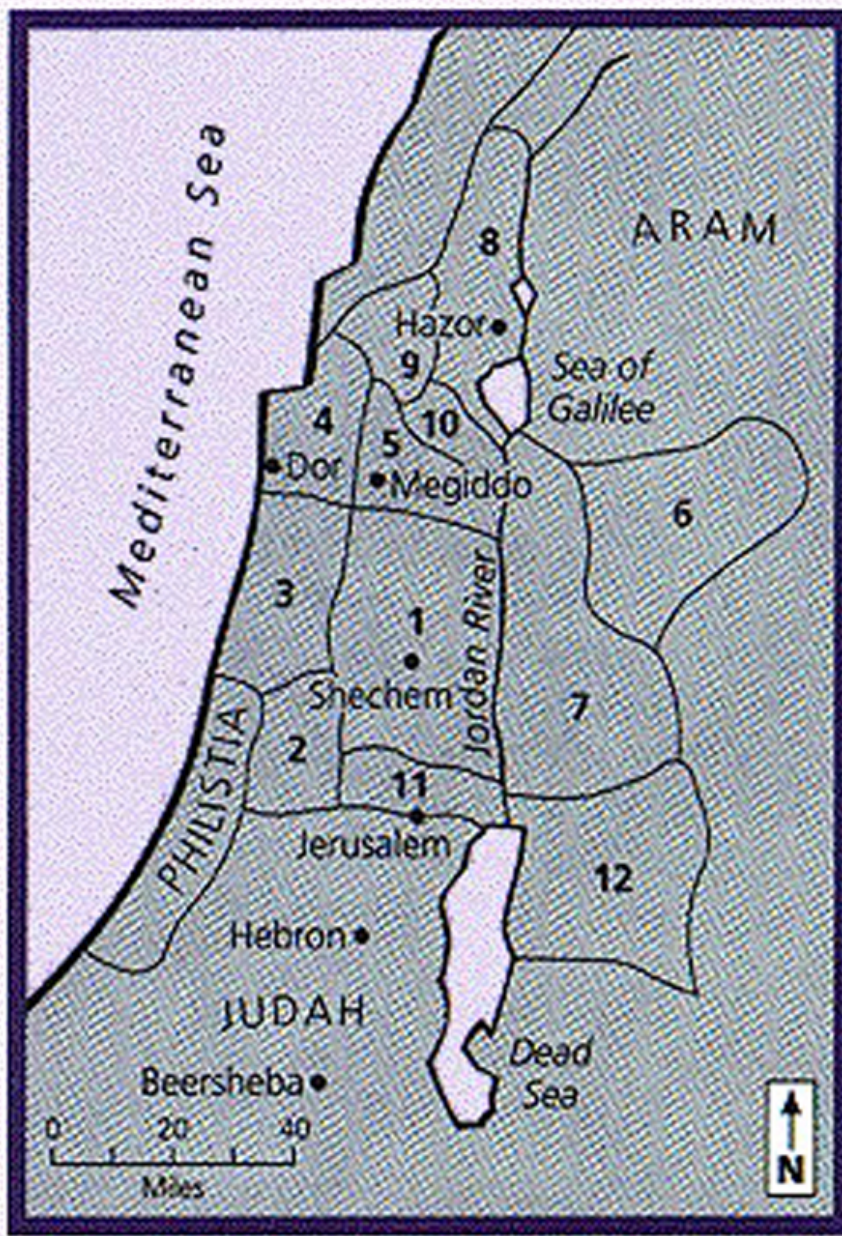 Mediterranean Sea
ARAM
8
Hazor
9
Sea of
Galilee
4
10
5
Dor
Megiddo
6
3
1
Jordan River
Shechem
7
2
11
PHILISTIA
Jerusalem
12
Hebron
JUDAH
Dead
Sea
Beersheba
0 20 40
Miles
N